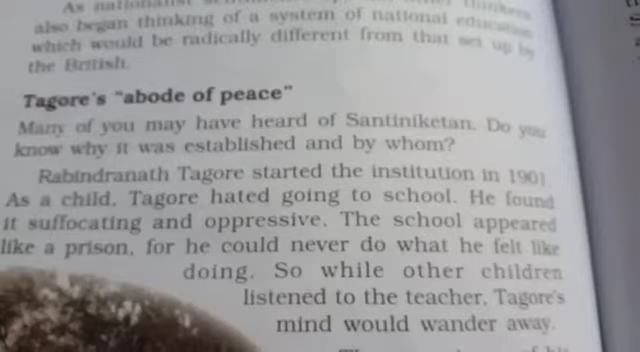 As nationalist
also began thinking of a system of national education
which would be radically different from that set up by
the British.
Tagore's "abode of peace"
Many of you may have heard of Santiniketan. Do you
know why it was established and by whom?
Rabindranath Tagore started the institution in 1901.
As a child, Tagore hated going to school. He found
it suffocating and oppressive. The school appeared
like a prison, for he could never do what he felt like
doing. So while other children
listened to the teacher, Tagore's
mind would wander away.